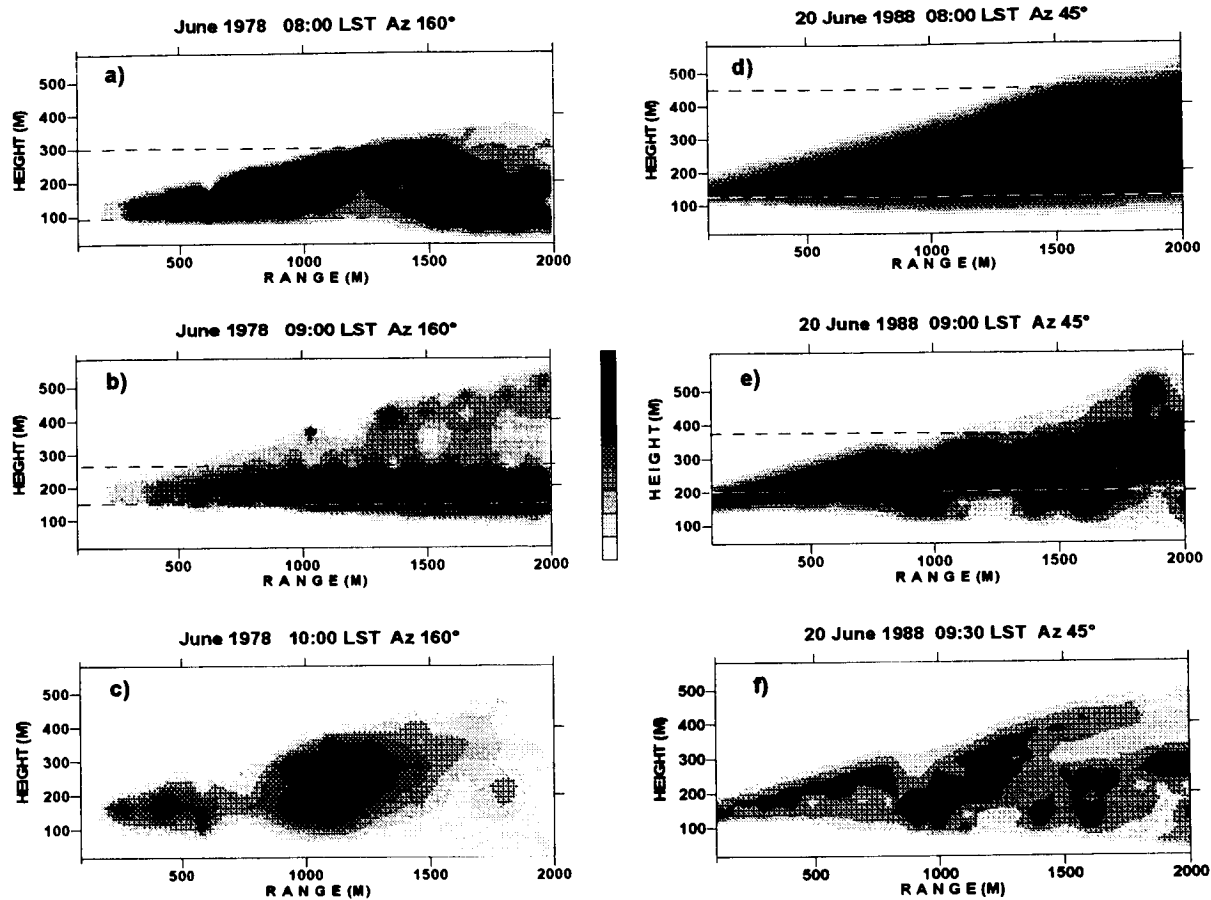 June 1978 08:00 LST Az 160°
a)
HEIGHT (M)
500
400
300
200
100
500 1000 1500 2000
RANGE (M)
June 1978 09:00 LST Az 160°
b)
HEIGHT (M)
500
400
300
200
100
500 1000 1500 2000
RANGE (M)
June 1978 10:00 LST Az 160°
c)
HEIGHT (M)
500
400
300
200
100
500 1000 1500 2000
RANGE (M)
20 June 1988 08:00 LST Az 45°
d)
HEIGHT (M)
500
400
300
200
100
500 1000 1500 2000
RANGE (M)
20 June 1988 09:00 LST Az 45°
e)
HEIGHT (M)
500
400
300
200
100
500 1000 1500 2000
RANGE (M)
20 June 1988 09:30 LST Az 45°
f)
HEIGHT (M)
500
400
300
200
100
500 1000 1500 2000
RANGE (M)